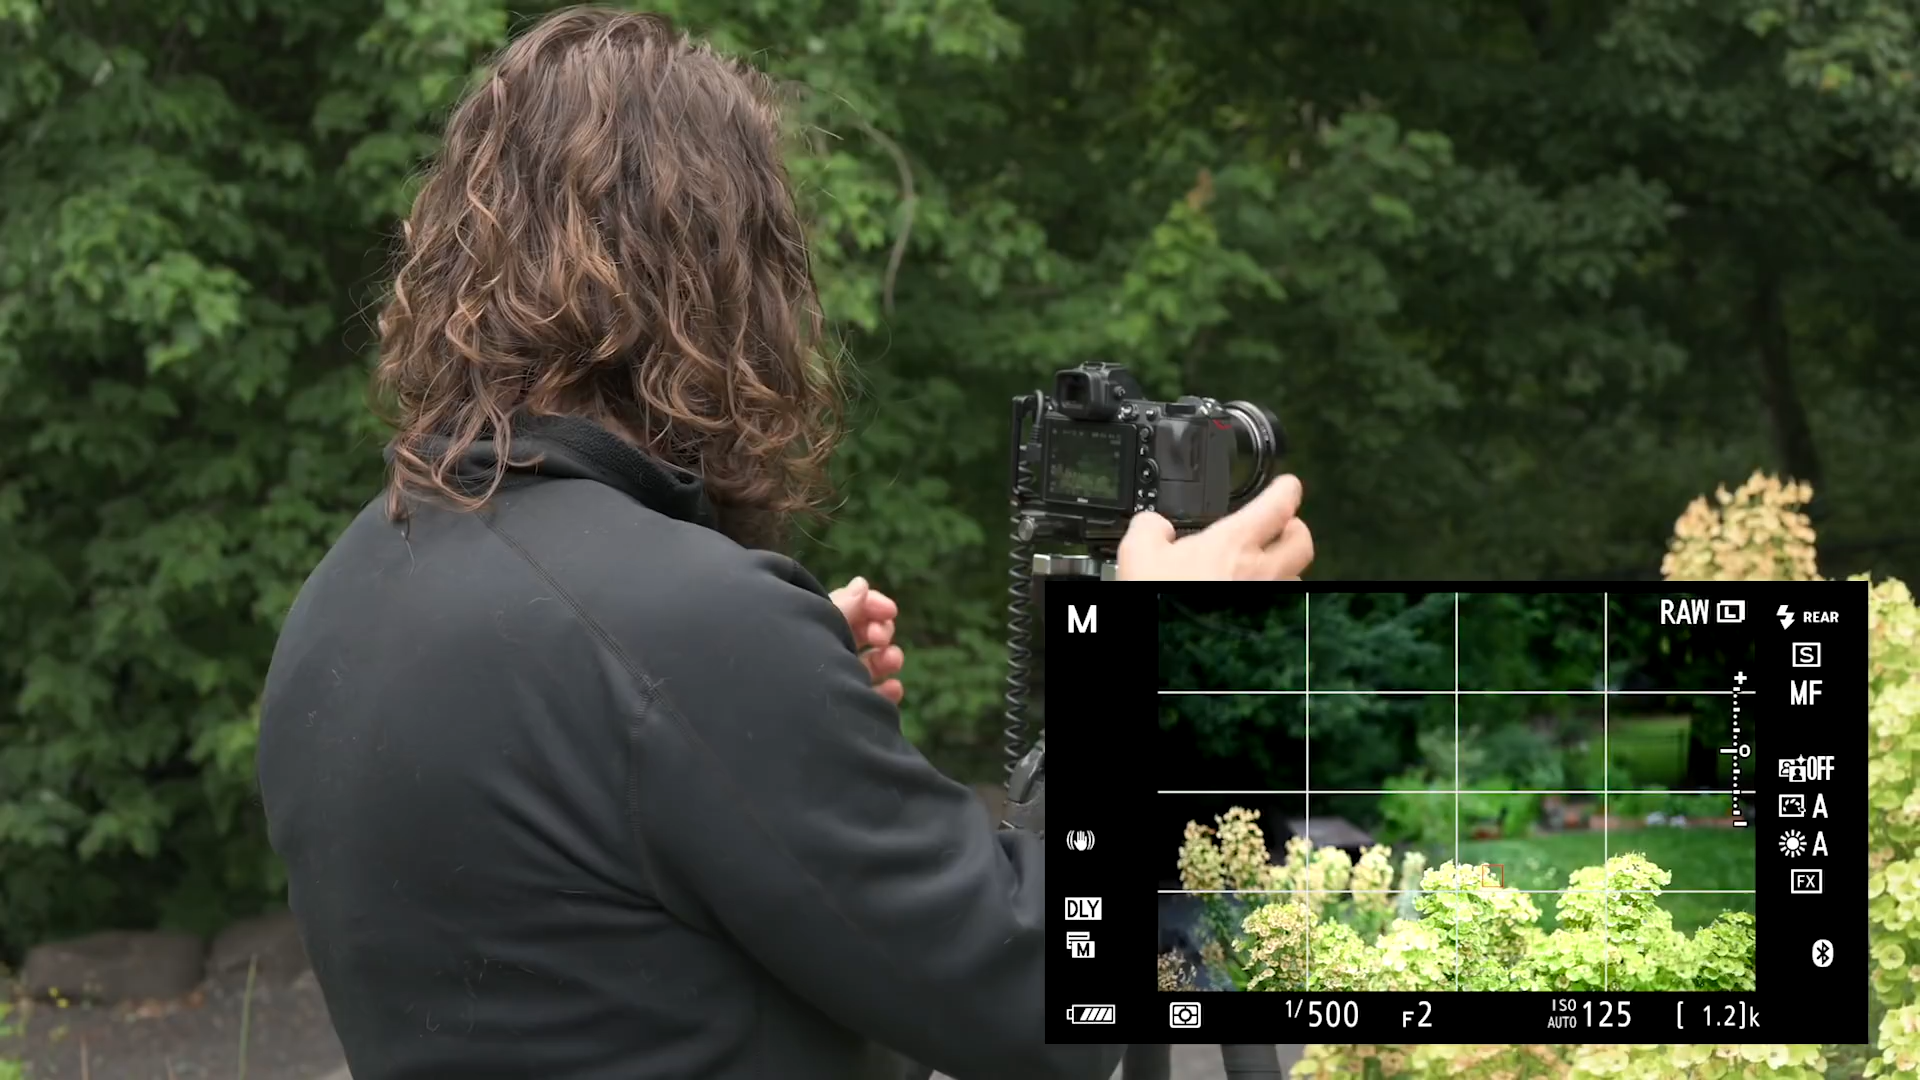 M
RAW L
REAR
S
MF
OFF
A
A
FX
DLY
M
1/500 F2 ISO AUTO 125 [ 1.2]k